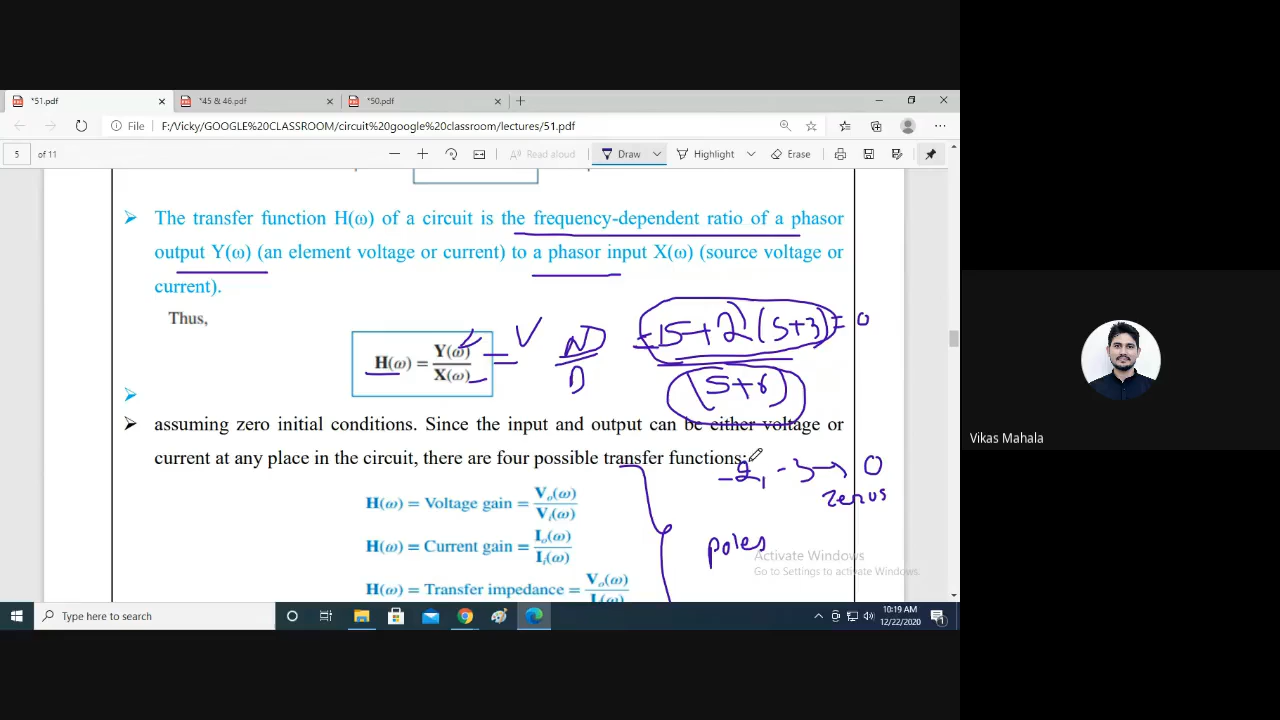 *51.pdf
*45 & 46.pdf
*50.pdf
File F:/Vicky/GOOGLE%20CLASSROOM/circuit%20google%20classroom/lectures/51.pdf
5 of 11 Read aloud Draw Highlight Erase
The transfer function H(ω) of a circuit is the frequency-dependent ratio of a phasor
output Y(ω) (an element voltage or current) to a phasor input X(ω) (source voltage or
current).
Thus,
H(ω) = Y(ω)/X(ω)
= V N/D = (s+2)(s+3) = 0
(s+6)
assuming zero initial conditions. Since the input and output can be either voltage or
current at any place in the circuit, there are four possible transfer functions:
-2, -3 → 0
zeros
H(ω) = Voltage gain = Vo(ω)/Vi(ω)
H(ω) = Current gain = Io(ω)/Ii(ω)
poles
H(ω) = Transfer impedance = Vo(ω)
Activate Windows
Go to Settings to activate Windows.
Vikas Mahala
Type here to search
10:19 AM
12/22/2020
1